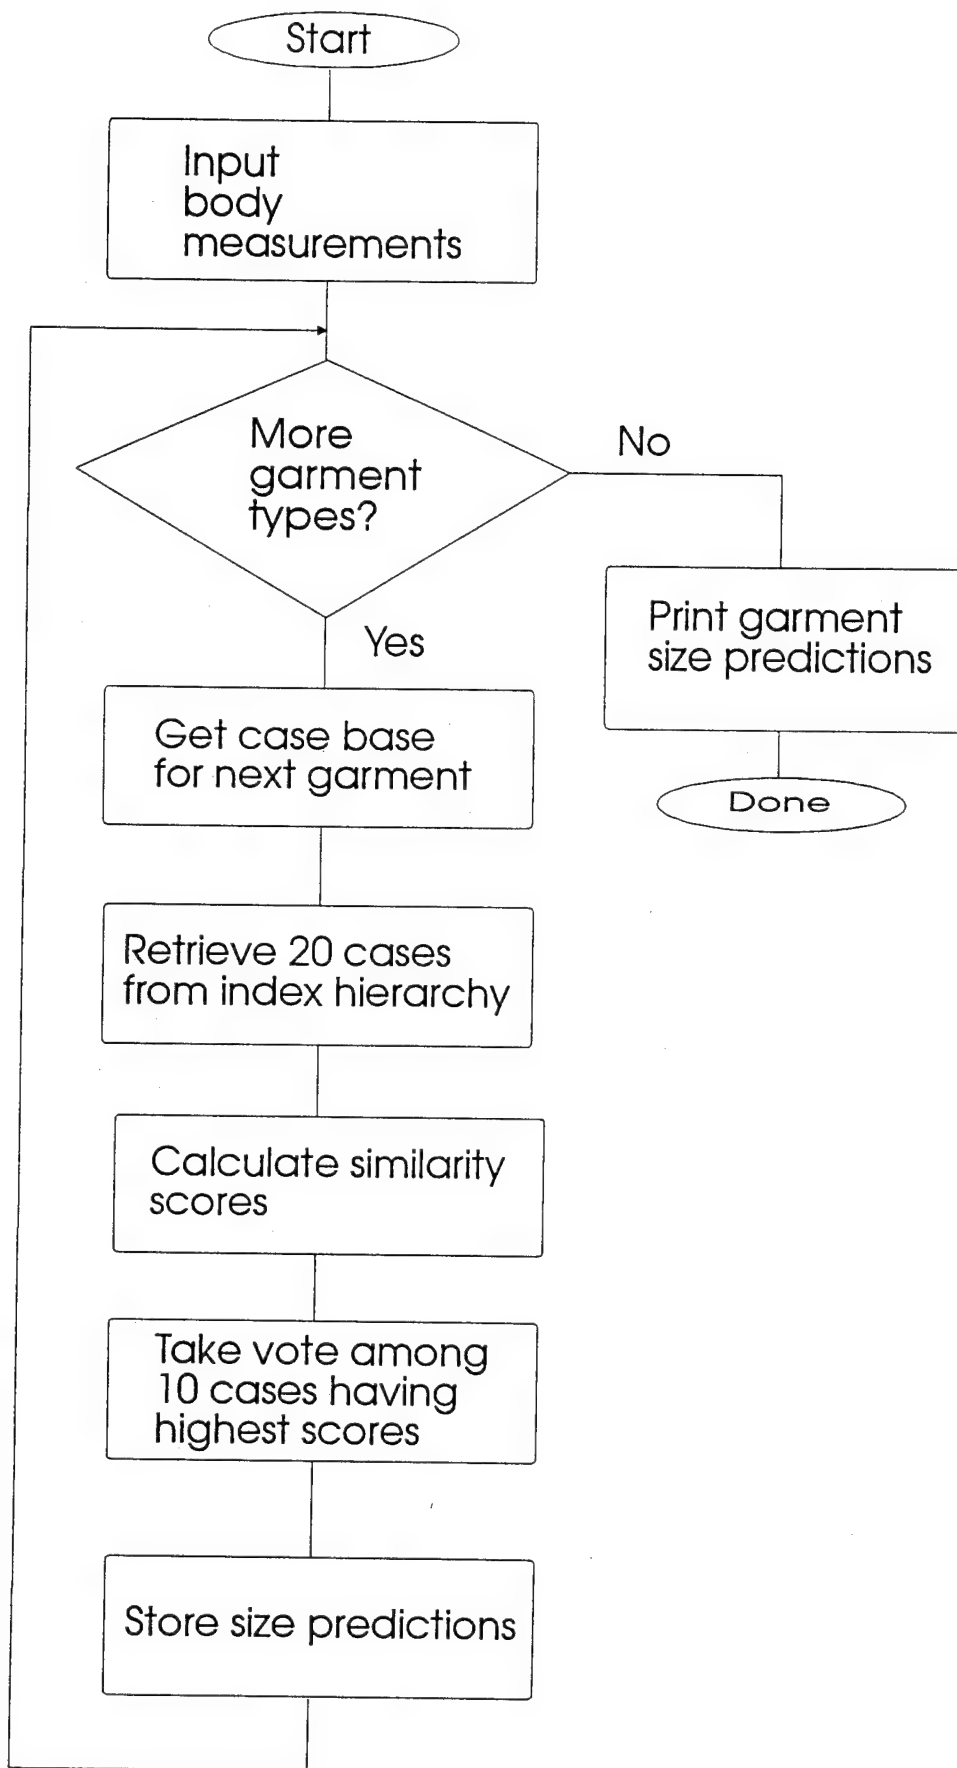 Start
Input
body
measurements
More
garment
types?
No
Yes
Print garment
size predictions
Get case base
for next garment
Done
Retrieve 20 cases
from index hierarchy
Calculate similarity
scores
Take vote among
10 cases having
highest scores
Store size predictions